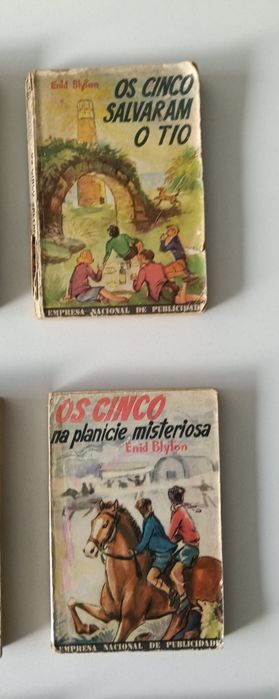 Enid Blyton
OS CINCO
SALVARAM
O TIO
EMPRESA NACIONAL DE PUBLICIDADE
OS CINCO
na planície misteriosa
Enid Blyton
EMPRESA NACIONAL DE PUBLICIDADE